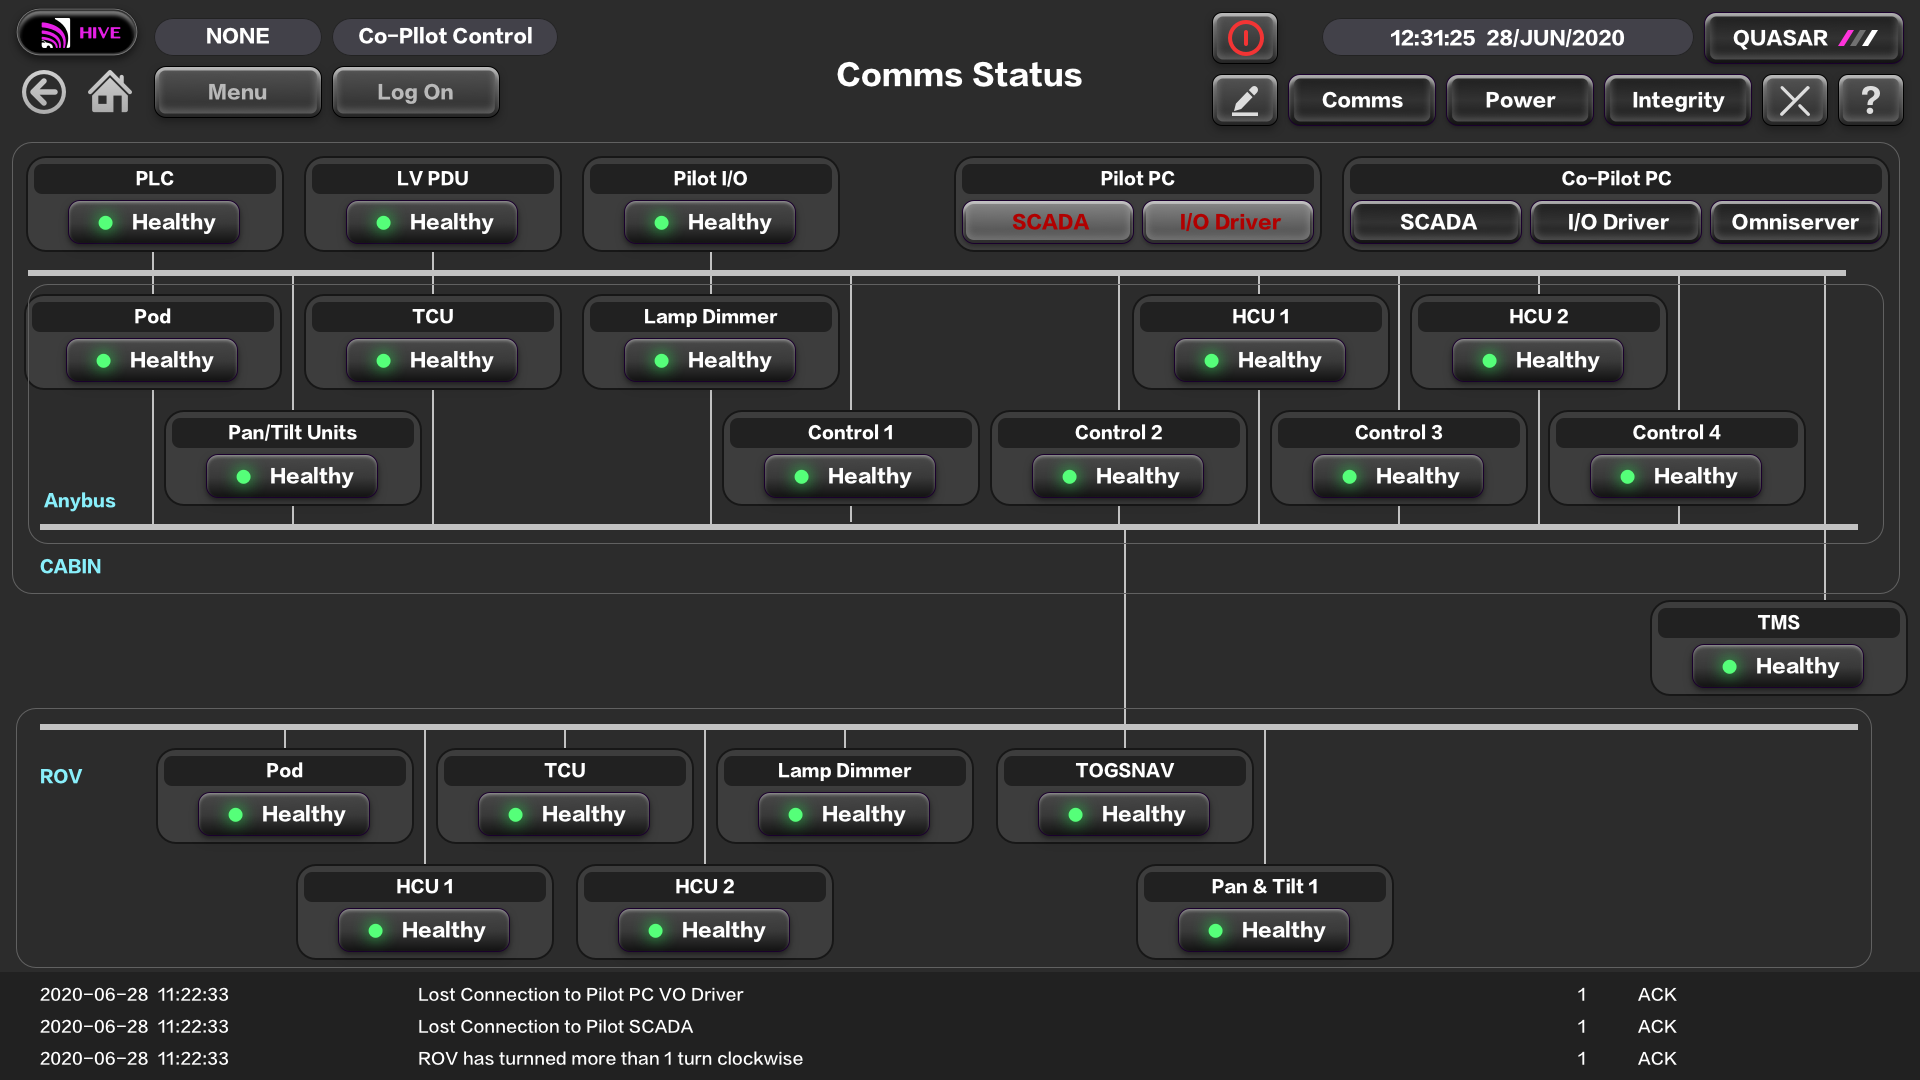 HIVE
NONE
Co-PIlot Control
12:31:25 28/JUN/2020
QUASAR
Menu
Log On
Comms Status
Comms
Power
Integrity
?
PLC
LV PDU
Pilot I/O
Pilot PC
Co-Pilot PC
Healthy
Healthy
Healthy
SCADA
I/O Driver
SCADA
I/O Driver
Omniserver
Pod
TCU
Lamp Dimmer
HCU 1
HCU 2
Healthy
Healthy
Healthy
Healthy
Healthy
Pan/Tilt Units
Control 1
Control 2
Control 3
Control 4
Healthy
Healthy
Healthy
Healthy
Healthy
Anybus
CABIN
TMS
Healthy
ROV
Pod
TCU
Lamp Dimmer
TOGSNAV
Healthy
Healthy
Healthy
Healthy
HCU 1
HCU 2
Pan & Tilt 1
Healthy
Healthy
Healthy
2020-06-28 11:22:33 Lost Connection to Pilot PC VO Driver 1 ACK
2020-06-28 11:22:33 Lost Connection to Pilot SCADA 1 ACK
2020-06-28 11:22:33 ROV has turnned more than 1 turn clockwise 1 ACK